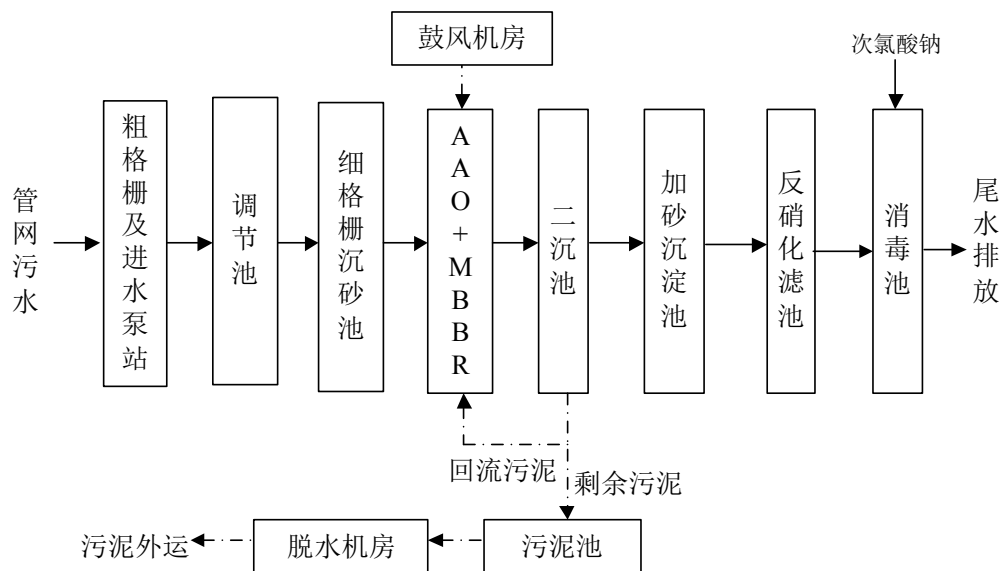 鼓风机房
次氯酸钠
管网污水
粗格栅及进水泵站
调节池
细格栅沉砂池
AAO+MBBR
二沉池
加砂沉淀池
反硝化滤池
消毒池
尾水排放
回流污泥
剩余污泥
污泥外运
脱水机房
污泥池